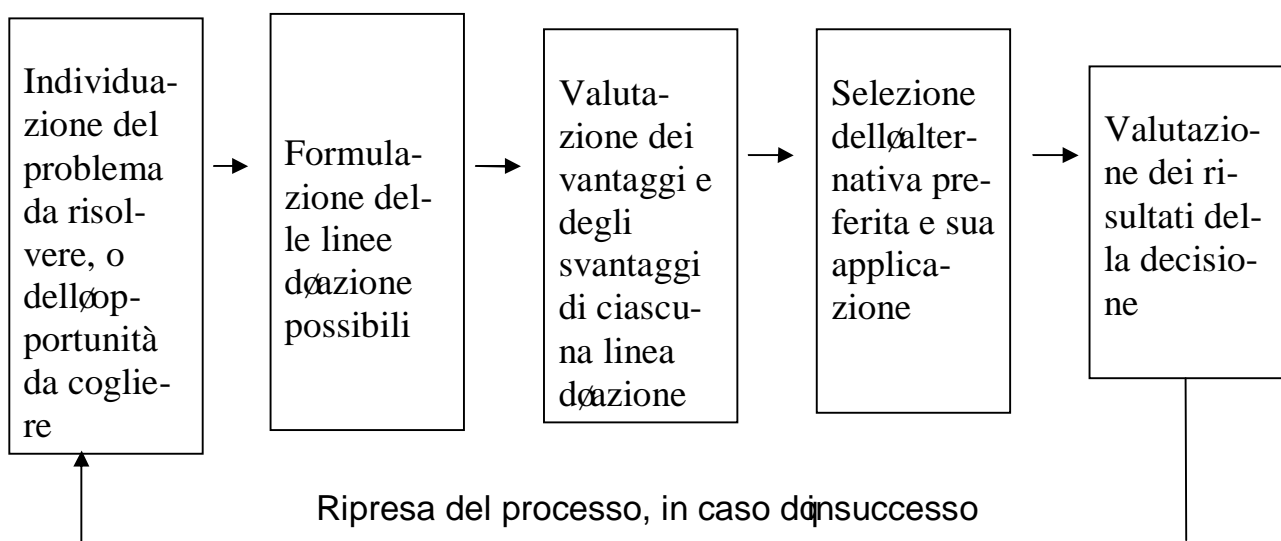 Individua-
zione del
problema
da risol-
vere, o
delløop-
portunità
da coglie-
re
Formula-
zione del-
le linee
døazione
possibili
Valuta-
zione dei
vantaggi e
degli
svantaggi
di ciascu-
na linea
døazione
Selezione
delløalter-
nativa pre-
ferita e sua
applica-
zione
Valutazio-
ne dei ri-
sultati del-
la decisio-
ne
Ripresa del processo, in caso døinsuccesso